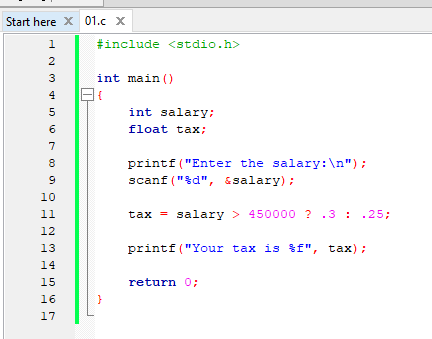 Start here × 01.c ×
1 #include <stdio.h>
2
3 int main()
4 {
5 int salary;
6 float tax;
7
8 printf("Enter the salary:\n");
9 scanf("%d", &salary);
10
11 tax = salary > 450000 ? .3 : .25;
12
13 printf("Your tax is %f", tax);
14
15 return 0;
16 }
17